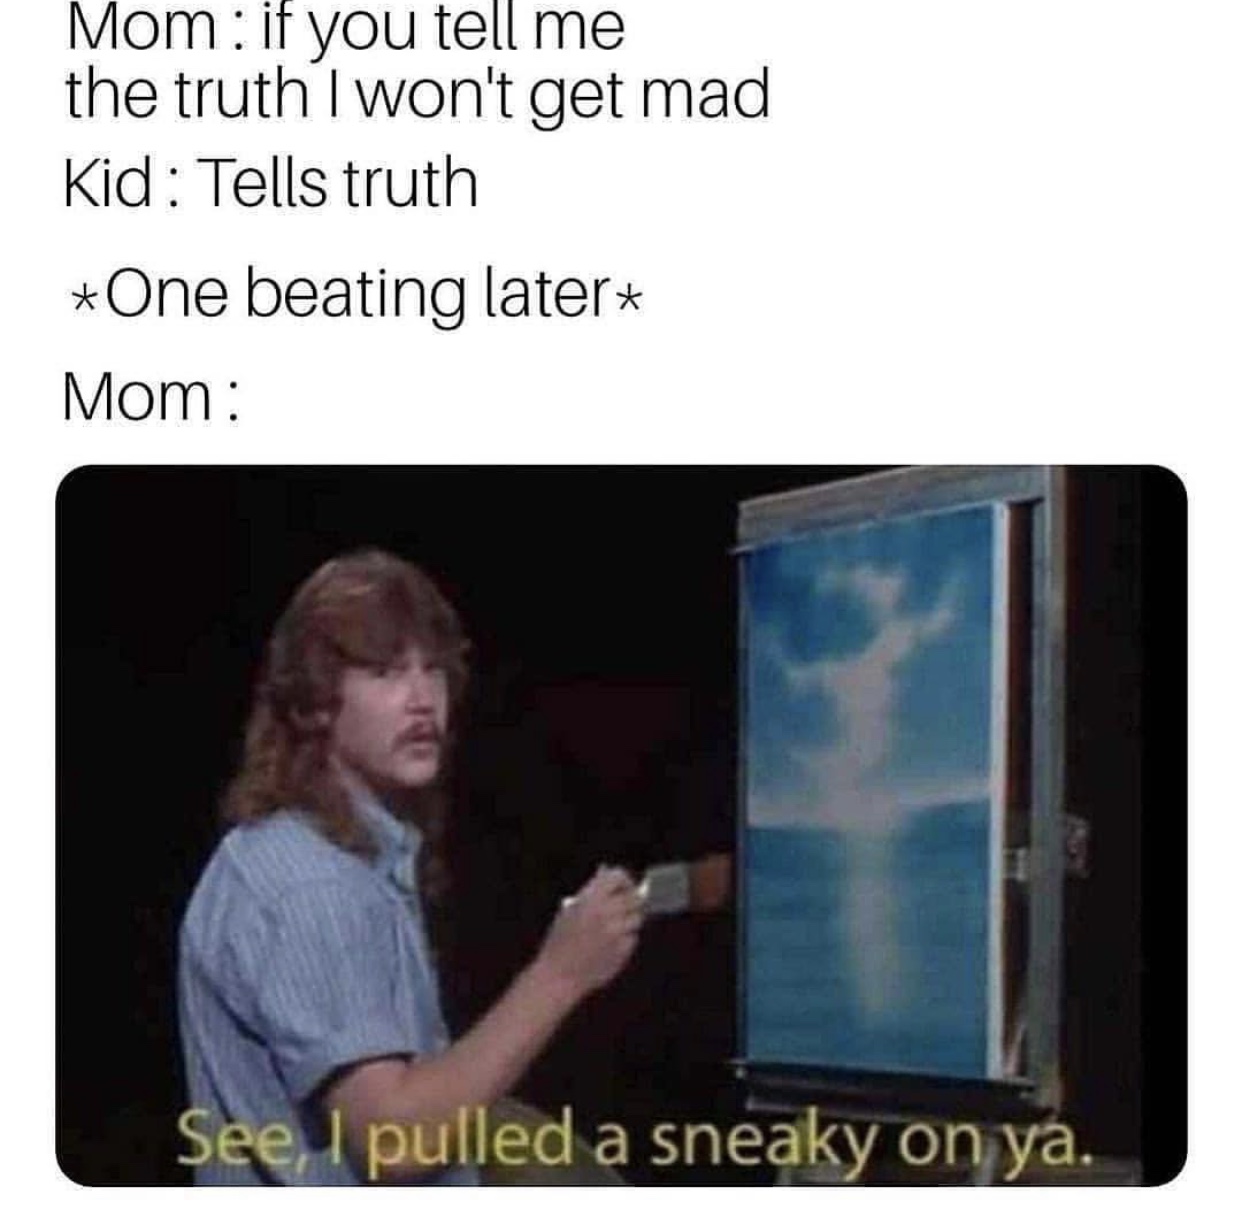 Mom : if you tell me
the truth I won't get mad
Kid : Tells truth
*One beating later*
Mom :
See, I pulled a sneaky on ya.